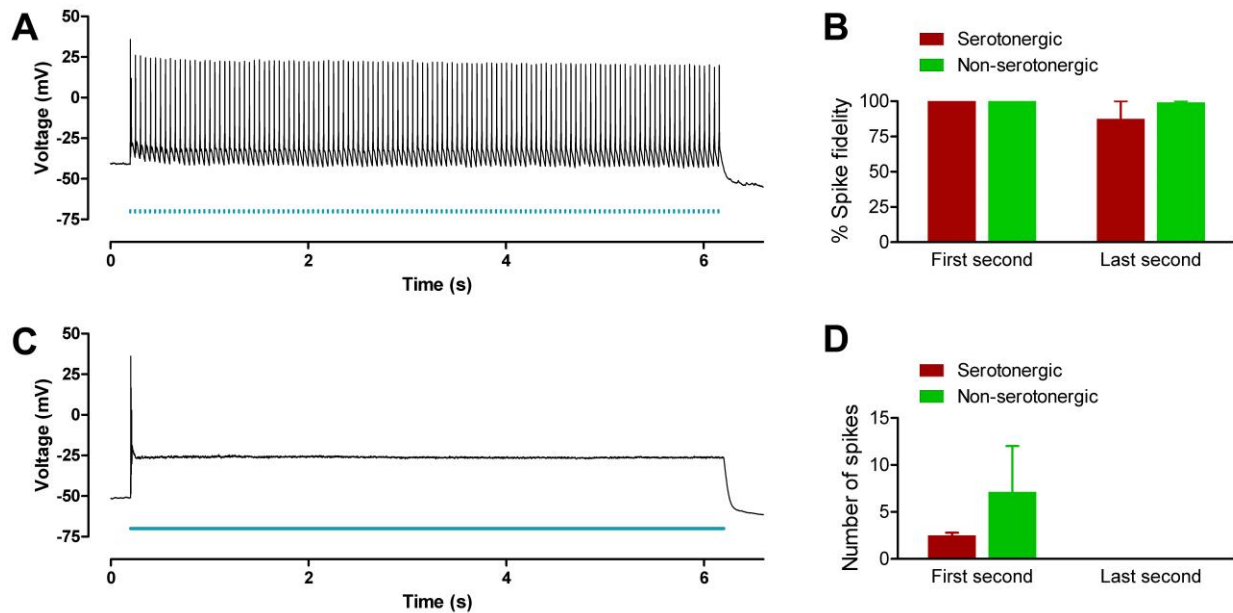 A
Voltage (mV)
50
25
0
-25
-50
-75
0
2
4
6
Time (s)
B
Serotonergic
Non-serotonergic
% Spike fidelity
100
75
50
25
0
First second
Last second
C
Voltage (mV)
50
25
0
-25
-50
-75
0
2
4
6
Time (s)
D
Serotonergic
Non-serotonergic
Number of spikes
15
10
5
0
First second
Last second